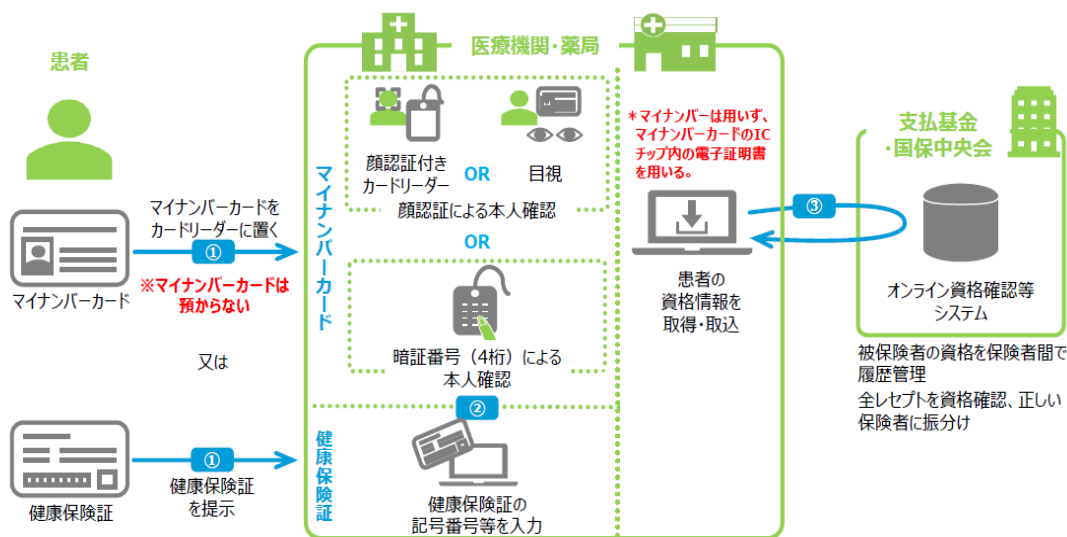 患者
マイナンバーカード
マイナンバーカードを
カードリーダーに置く
①
※マイナンバーカードは
預からない
又は
健康保険証
①
健康保険証
を提示
医療機関・薬局
マイナンバーカード
顔認証付き
カードリーダー
OR
目視
顔認証による本人確認
OR
暗証番号（4桁）による
本人確認
②
健康保険証
健康保険証の
記号番号等を入力
＊マイナンバーは用いず、
マイナンバーカードのIC
チップ内の電子証明書
を用いる。
患者の
資格情報を
取得・取込
③
支払基金
・国保中央会
オンライン資格確認等
システム
被保険者の資格を保険者間で
履歴管理
全レセプトを資格確認、正しい
保険者に振分け